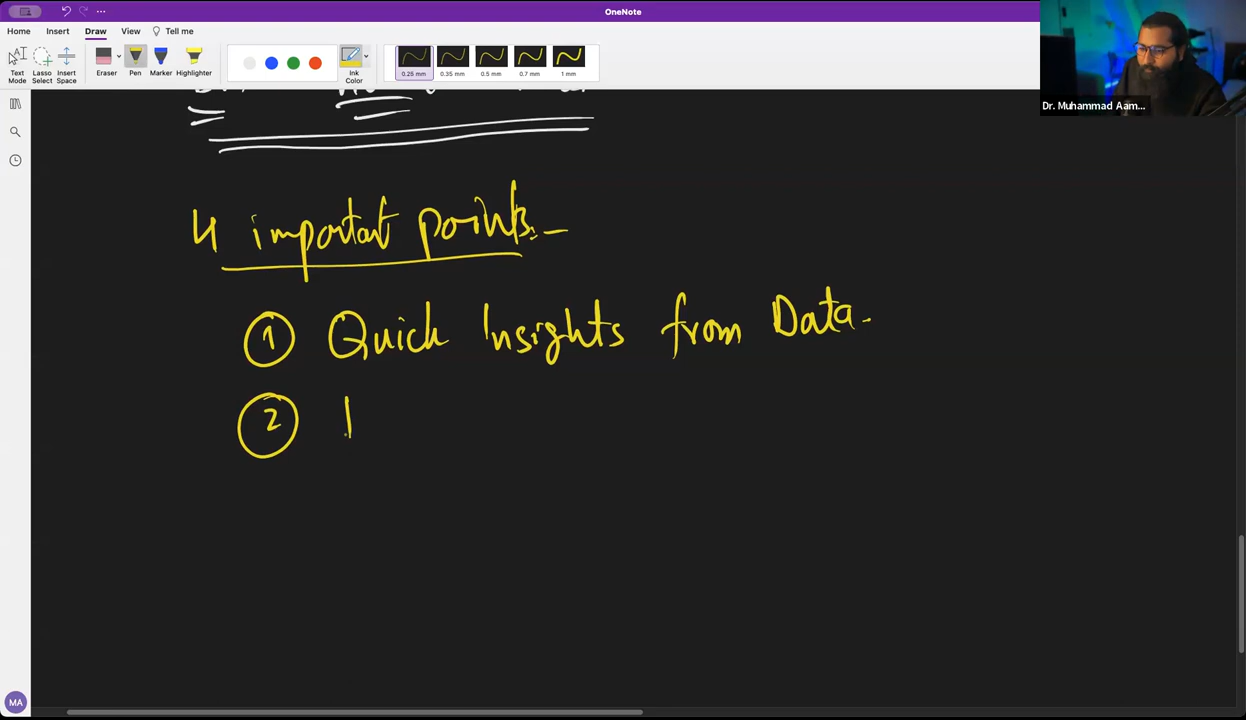 OneNote
Home Insert Draw View Tell me
Text Mode
Lasso Select
Insert Space
Eraser
Pen
Marker
Highlighter
Ink Color
0.25 mm
0.35 mm
0.5 mm
0.7 mm
1 mm
Dr. Muhammad Aam...
4 important points:-
1 Quick Insights from Data.
2 I
MA